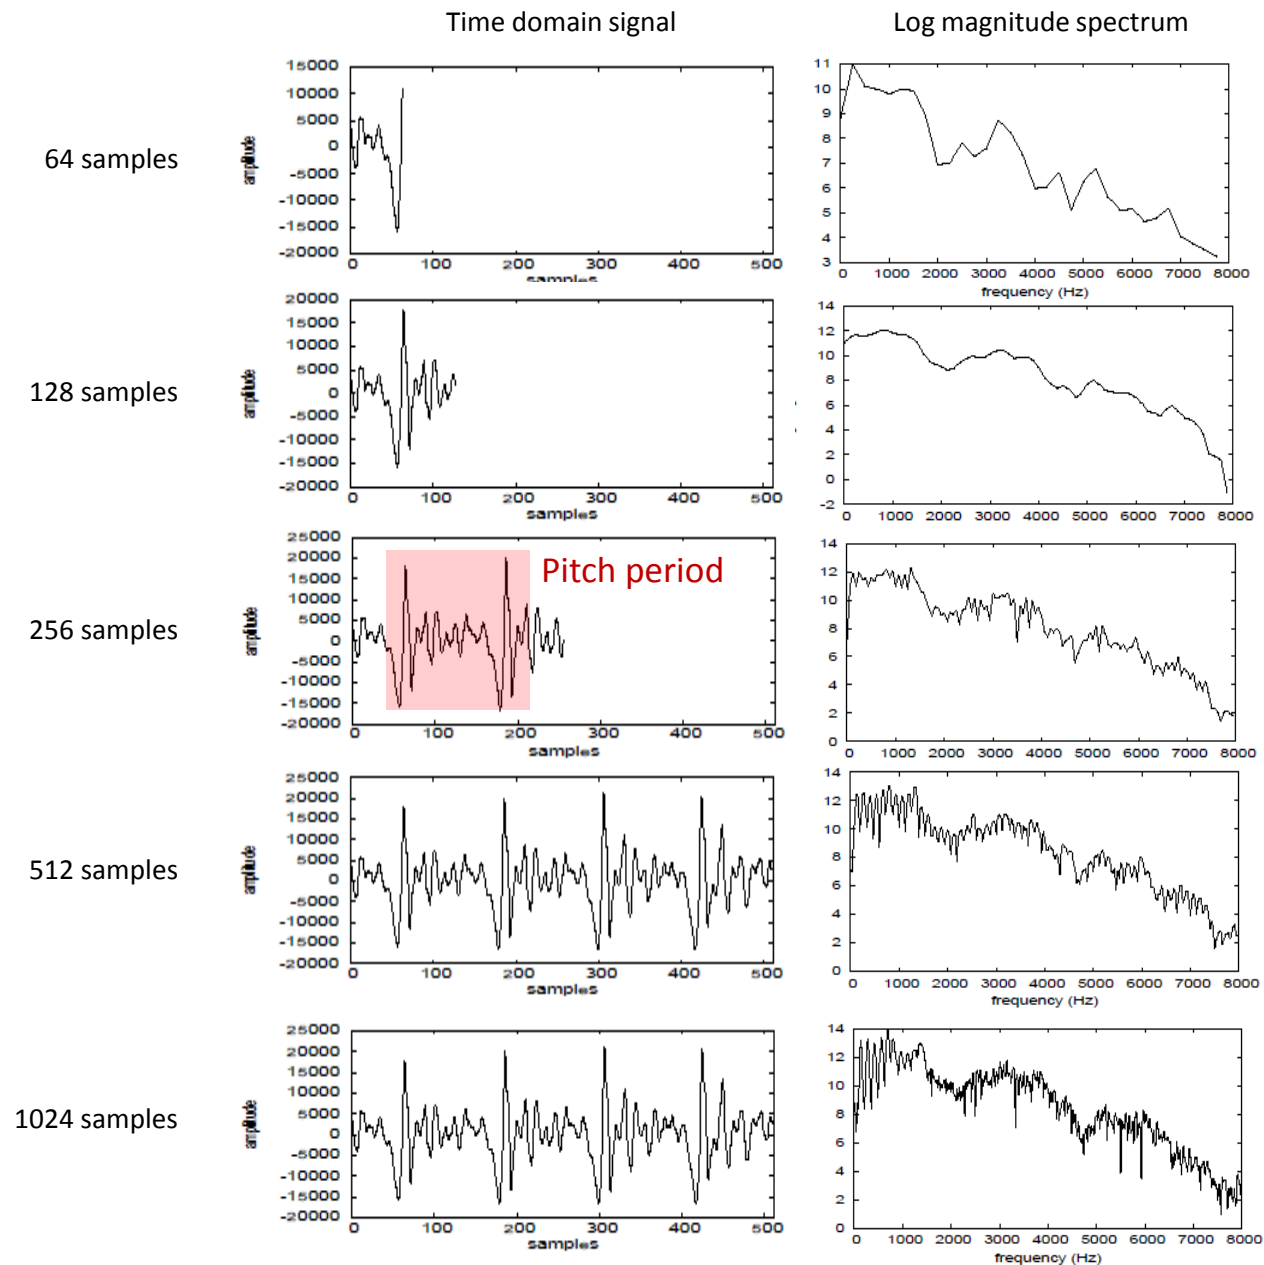 Time domain signal
Log magnitude spectrum
64 samples
amplitude
15000
10000
5000
0
-5000
-10000
-15000
-20000
0 100 200 300 400 500
samples
11
10
9
8
7
6
5
4
3
0 1000 2000 3000 4000 5000 6000 7000 8000
frequency (Hz)
128 samples
amplitude
20000
15000
10000
5000
0
-5000
-10000
-15000
-20000
0 100 200 300 400 500
samples
14
12
10
8
6
4
2
0
-2
0 1000 2000 3000 4000 5000 6000 7000 8000
256 samples
amplitude
25000
20000
15000
10000
5000
0
-5000
-10000
-15000
-20000
Pitch period
0 100 200 300 400 500
samples
14
12
10
8
6
4
2
0
0 1000 2000 3000 4000 5000 6000 7000 8000
512 samples
amplitude
25000
20000
15000
10000
5000
0
-5000
-10000
-15000
-20000
0 100 200 300 400 500
samples
14
12
10
8
6
4
2
0
0 1000 2000 3000 4000 5000 6000 7000 8000
frequency (Hz)
1024 samples
amplitude
25000
20000
15000
10000
5000
0
-5000
-10000
-15000
-20000
0 100 200 300 400 500
samples
14
12
10
8
6
4
2
0
0 1000 2000 3000 4000 5000 6000 7000 8000
frequency (Hz)